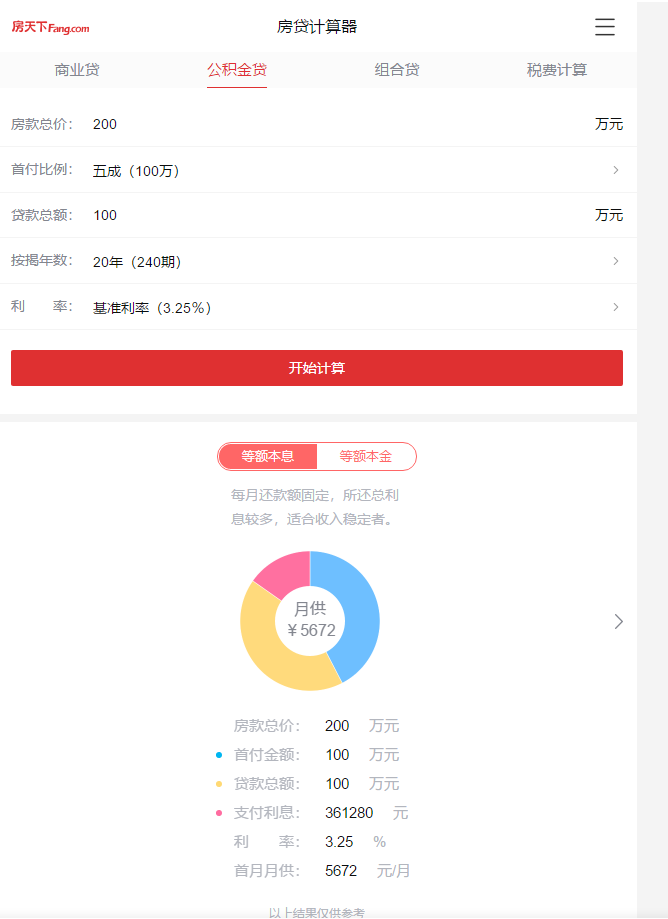 房天下Fang.com 房贷计算器
商业贷 公积金贷 组合贷 税费计算
房款总价： 200 万元
首付比例： 五成（100万）
贷款总额： 100 万元
按揭年数： 20年（240期）
利 率： 基准利率（3.25%）
开始计算
等额本息 等额本金
每月还款额固定，所还总利
息较多，适合收入稳定者。
月供
￥5672
房款总价： 200 万元
首付金额： 100 万元
贷款总额： 100 万元
支付利息： 361280 元
利 率： 3.25 %
首月月供： 5672 元/月
以上结果仅供参考